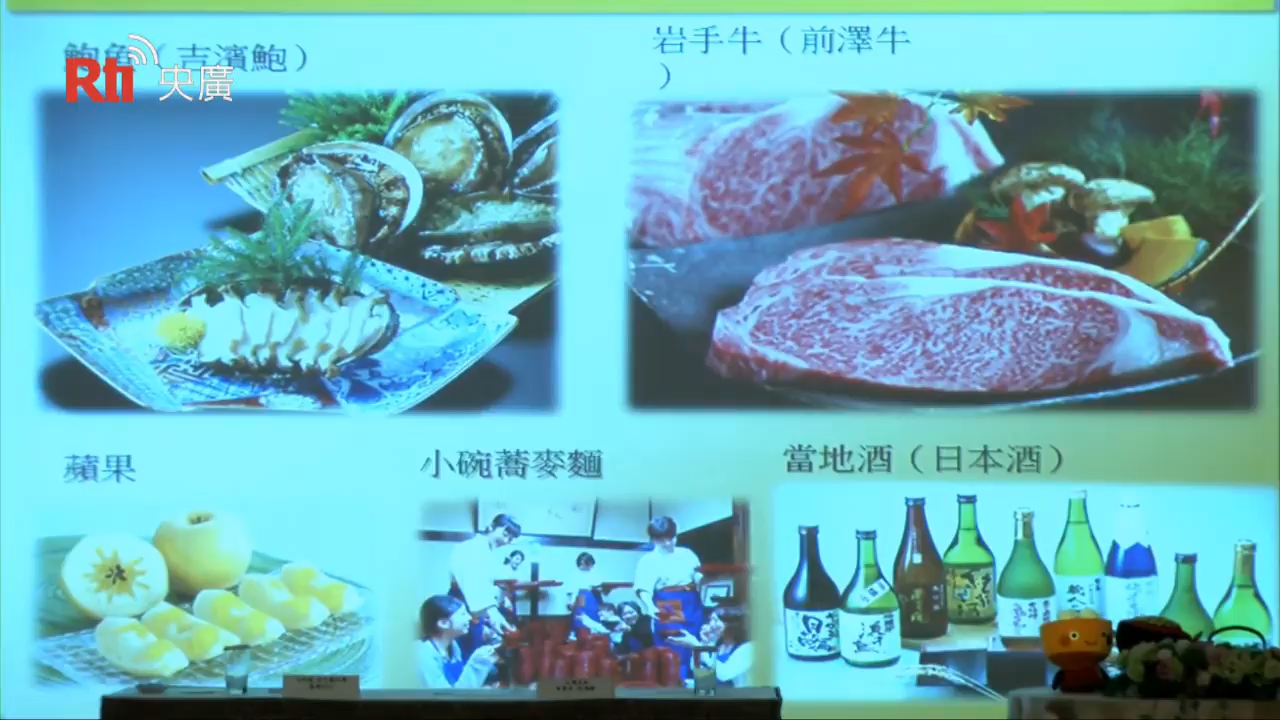 鮑魚（吉濱鮑）
Rti 央廣
岩手牛（前澤牛
）
蘋果
小碗蕎麥麵
當地酒（日本酒）